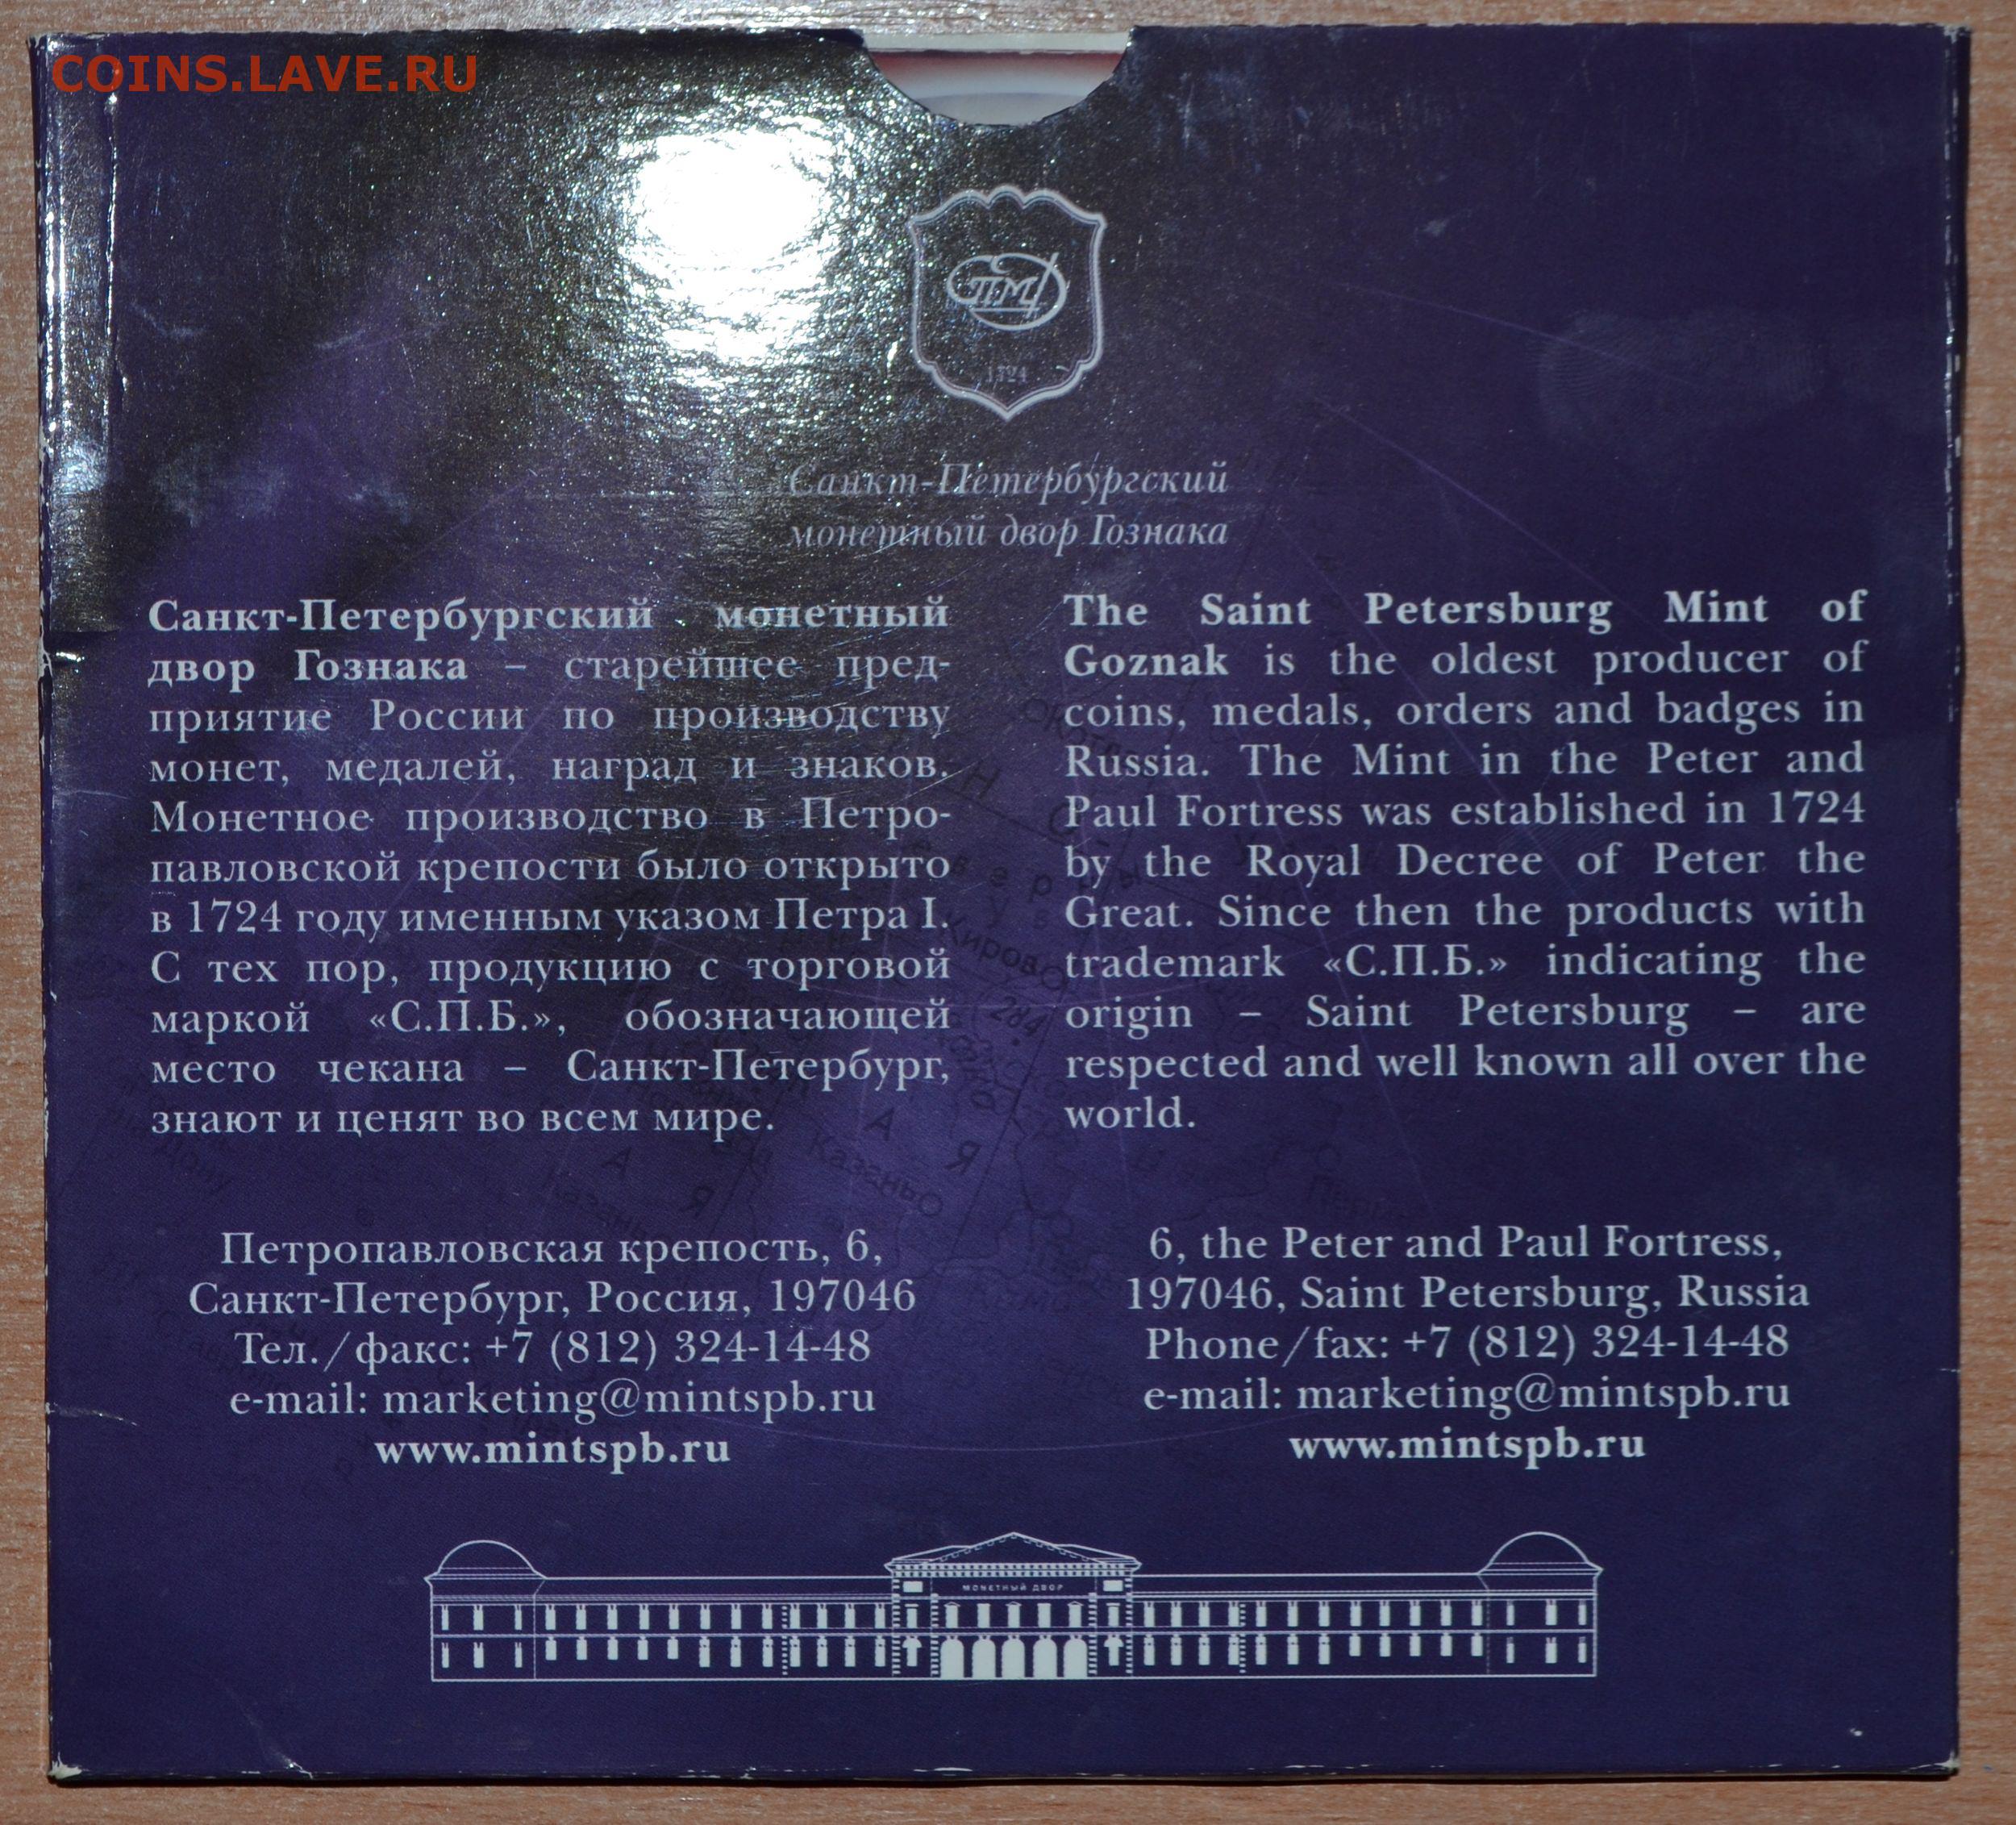 COINS.LAVE.RU
СПМД
1724
Санкт-Петербургский
монетный двор Гознака
Санкт-Петербургский монетный
двор Гознака – старейшее пред-
приятие России по производству
монет, медалей, наград и знаков.
Монетное производство в Петро-
павловской крепости было открыто
в 1724 году именным указом Петра I.
С тех пор, продукцию с торговой
маркой «С.П.Б.», обозначающей
место чекана – Санкт-Петербург,
знают и ценят во всем мире.
Петропавловская крепость, 6,
Санкт-Петербург, Россия, 197046
Тел./факс: +7 (812) 324-14-48
e-mail: marketing@mintspb.ru
www.mintspb.ru
The Saint Petersburg Mint of
Goznak is the oldest producer of
coins, medals, orders and badges in
Russia. The Mint in the Peter and
Paul Fortress was established in 1724
by the Royal Decree of Peter the
Great. Since then the products with
trademark «С.П.Б.» indicating the
origin – Saint Petersburg – are
respected and well known all over the
world.
6, the Peter and Paul Fortress,
197046, Saint Petersburg, Russia
Phone/fax: +7 (812) 324-14-48
e-mail: marketing@mintspb.ru
www.mintspb.ru
МОНЕТНЫЙ ДВОР